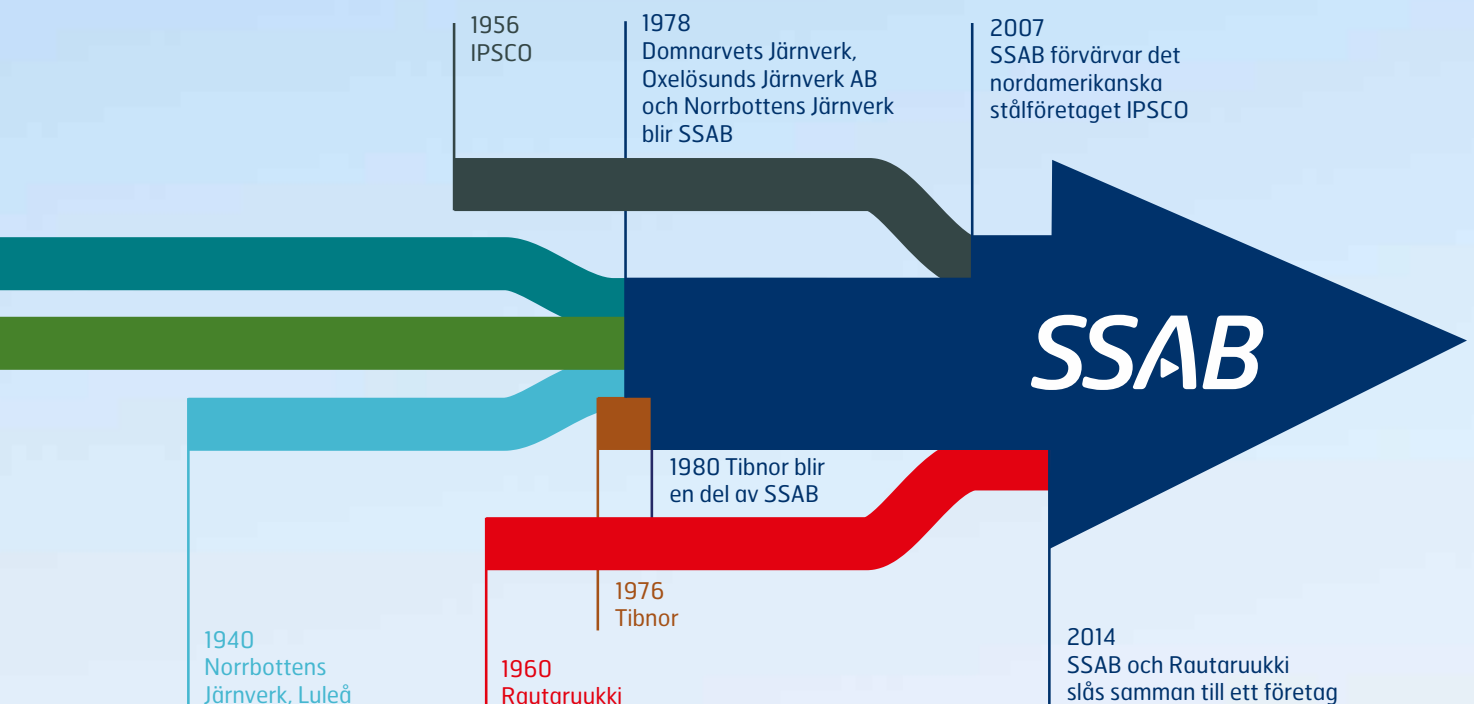 1956
IPSCO
1978
Domnarvets Järnverk,
Oxelösunds Järnverk AB
och Norrbottens Järnverk
blir SSAB
2007
SSAB förvärvar det
nordamerikanska
stålföretaget IPSCO
SSAB
1980 Tibnor blir
en del av SSAB
1976
Tibnor
1940
Norrbottens
Järnverk, Luleå
1960
Rautaruukki
2014
SSAB och Rautaruukki
slås samman till ett företag